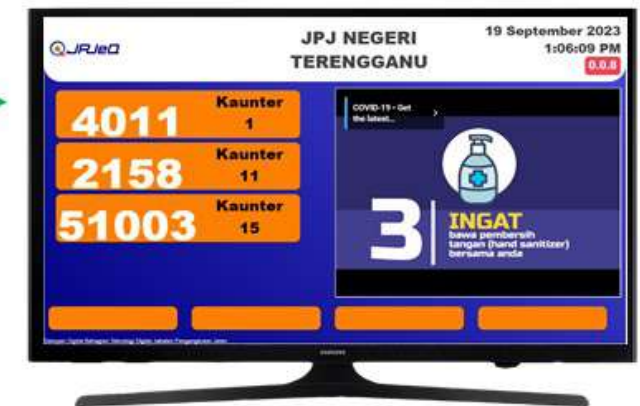 JPJeQ
JPJ NEGERI
TERENGGANU
19 September 2023
1:06:09 PM
0.0.8
4011
Kaunter
1
2158
Kaunter
11
51003
Kaunter
15
COVID-19 - Get
the latest...
3
INGAT
bawa pembersih
tangan (hand sanitizer)
bersama anda
SAMSUNG